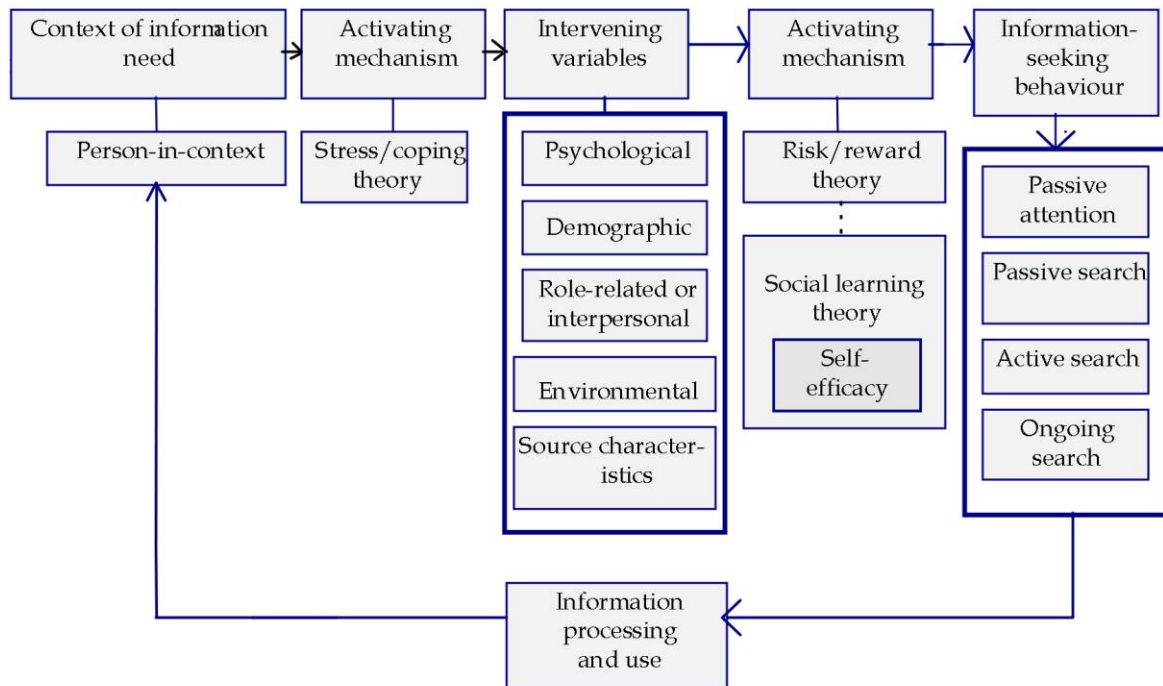 Context of information
need
Activating
mechanism
Intervening
variables
Activating
mechanism
Information-
seeking
behaviour
Person-in-context
Stress/coping
theory
Psychological
Demographic
Role-related or
interpersonal
Environmental
Source character-
istics
Risk/reward
theory
Social learning
theory
Self-
efficacy
Passive
attention
Passive search
Active search
Ongoing
search
Information
processing
and use